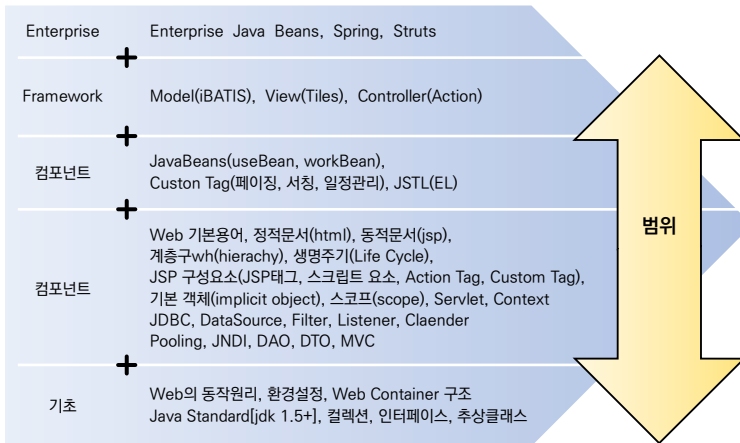 Enterprise
Enterprise Java Beans, Spring, Struts
Framework
Model(iBATIS), View(Tiles), Controller(Action)
컴포넌트
JavaBeans(useBean, workBean),
Custon Tag(페이징, 서칭, 일정관리), JSTL(EL)
컴포넌트
Web 기본용어, 정적문서(html), 동적문서(jsp),
계층구wh(hierachy), 생명주기(Life Cycle),
JSP 구성요소(JSP태그, 스크립트 요소, Action Tag, Custom Tag),
기본 객체(implicit object), 스코프(scope), Servlet, Context
JDBC, DataSource, Filter, Listener, Claender
Pooling, JNDI, DAO, DTO, MVC
기초
Web의 동작원리, 환경설정, Web Container 구조
Java Standard[jdk 1.5+], 컬렉션, 인터페이스, 추상클래스
범위